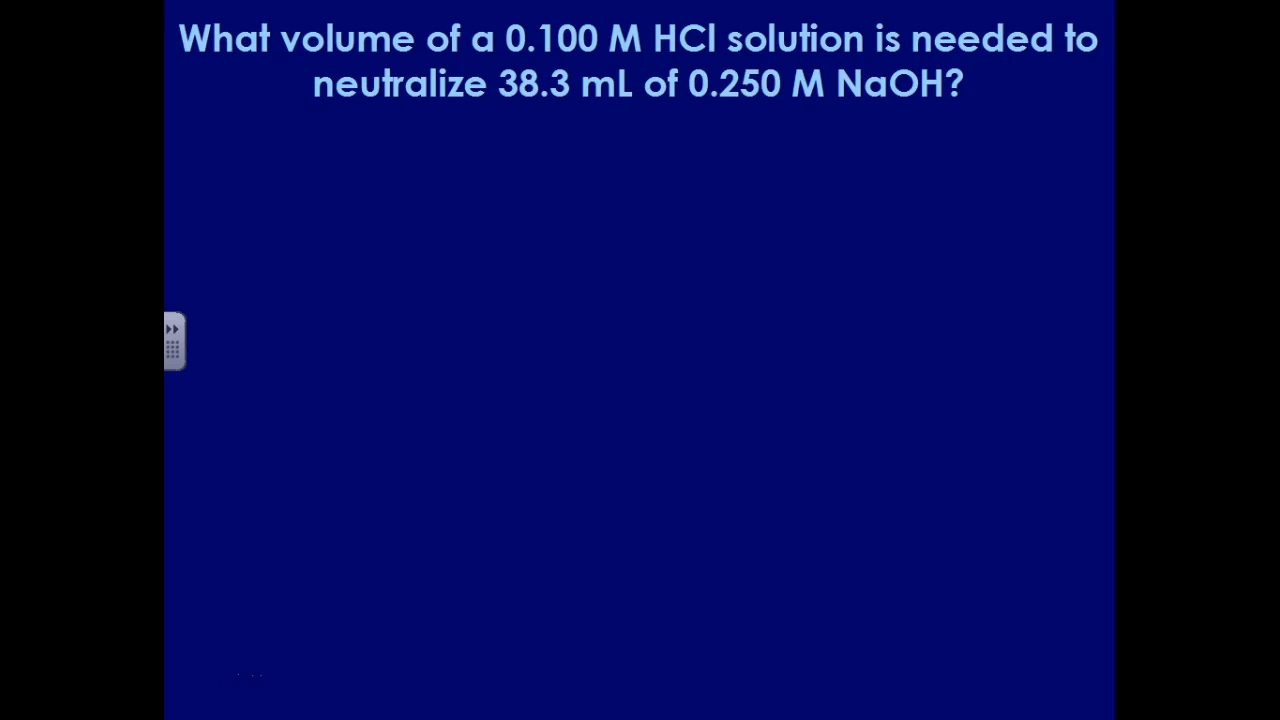 What volume of a 0.100 M HCl solution is needed to
neutralize 38.3 mL of 0.250 M NaOH?